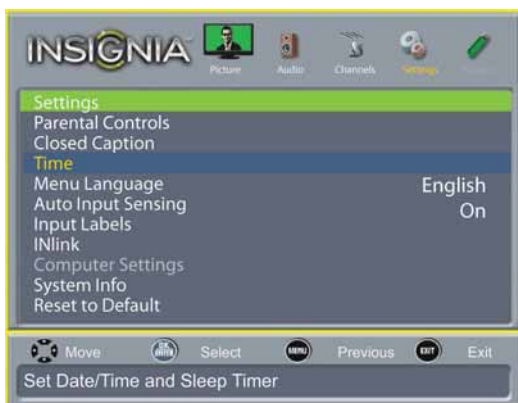 INSIGNIA
Picture Audio Channels Settings
Settings
Parental Controls
Closed Caption
Time
Menu Language English
Auto Input Sensing On
Input Labels
INlink
Computer Settings
System Info
Reset to Default
Move OK ENTER Select MENU Previous EXIT Exit
Set Date/Time and Sleep Timer